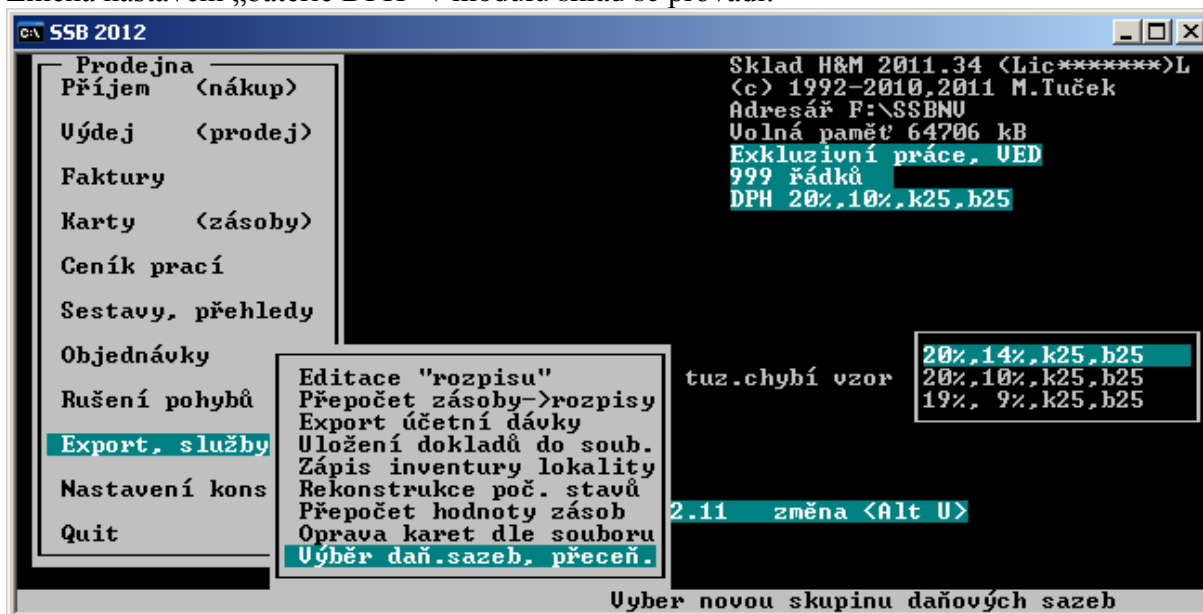 SSB 2012
Prodejna
Příjem (nákup)
Výdej (prodej)
Faktury
Karty (zásoby)
Ceník prací
Sestavy, přehledy
Objednávky
Rušení pohybů
Export, služby
Nastavení kons
Quit
Sklad H&M 2011.34 (Lic*******)L
(c) 1992-2010,2011 M.Tuček
Adresář F:\SSBNV
Volná paměť 64706 kB
Exkluzivní práce, VED
999 řádků
DPH 20%,10%,k25,b25
Editace "rozpisu"
Přepočet zásoby->rozpisy
Export účetní dávky
Uložení dokladů do soub.
Zápis inventury lokality
Rekonstrukce poč. stavů
Přepočet hodnoty zásob
Oprava karet dle souboru
Výběr daň.sazeb, přeceň.
tuz.chybí vzor
20%,14%,k25,b25
20%,10%,k25,b25
19%, 9%,k25,b25
2.11 změna <Alt U>
Vyber novou skupinu daňových sazeb